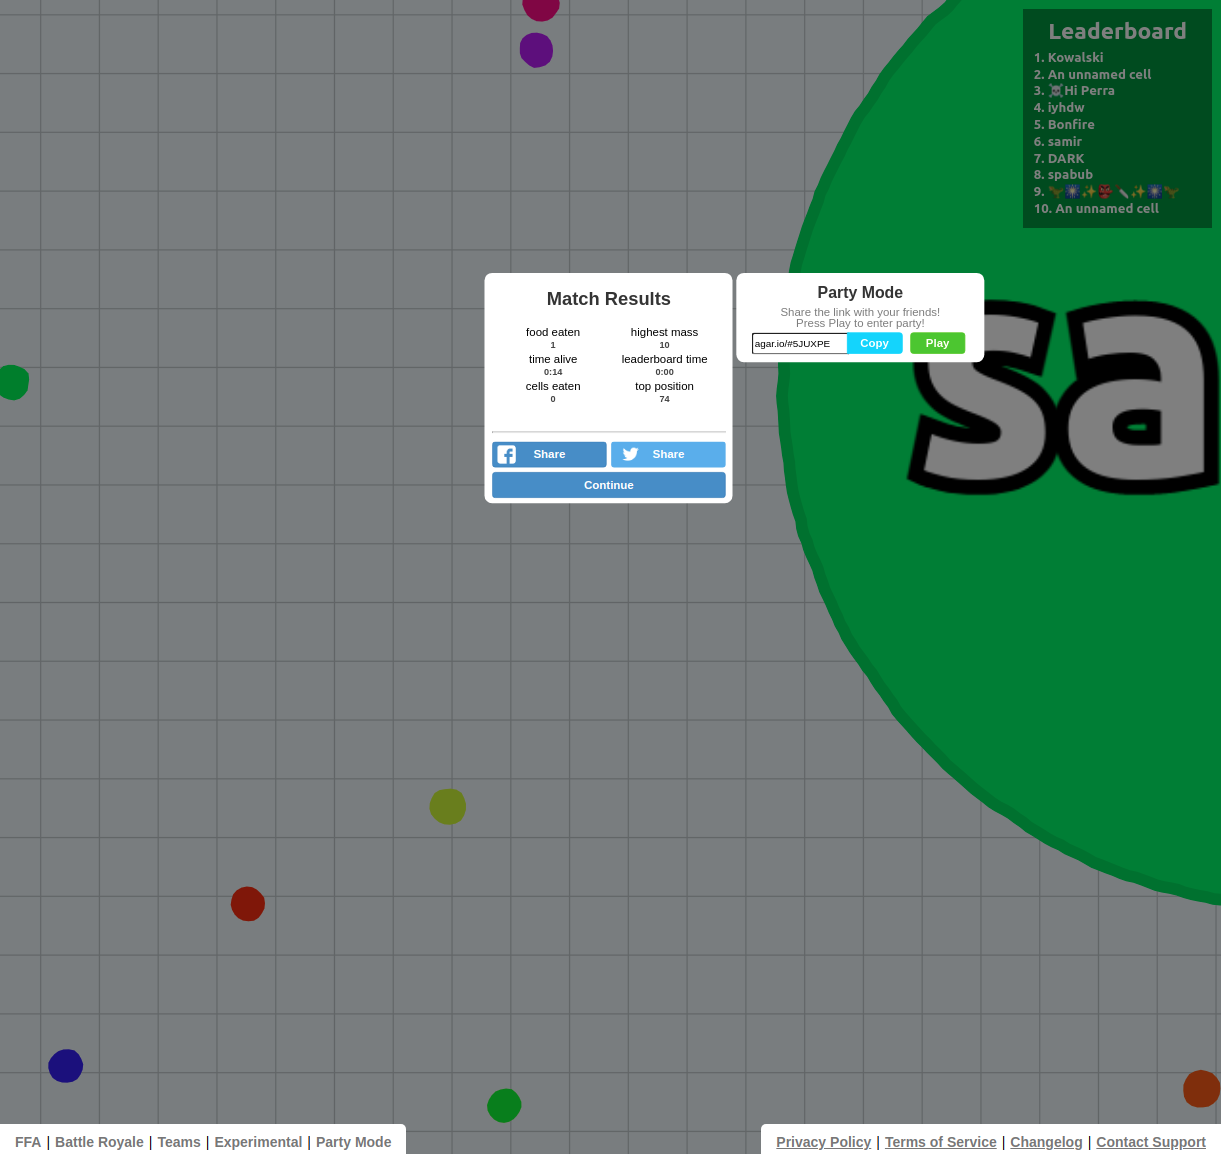 Leaderboard
1. Kowalski
2. An unnamed cell
3. ☠️Hi Perra
4. iyhdw
5. Bonfire
6. samir
7. DARK
8. spabub
9.
10. An unnamed cell
Match Results
food eaten
1
highest mass
10
time alive
0:14
leaderboard time
0:00
cells eaten
0
top position
74
Share
Share
Continue
Party Mode
Share the link with your friends!
Press Play to enter party!
agar.io/#5JUXPE
Copy
Play
sa
FFA | Battle Royale | Teams | Experimental | Party Mode
Privacy Policy | Terms of Service | Changelog | Contact Support